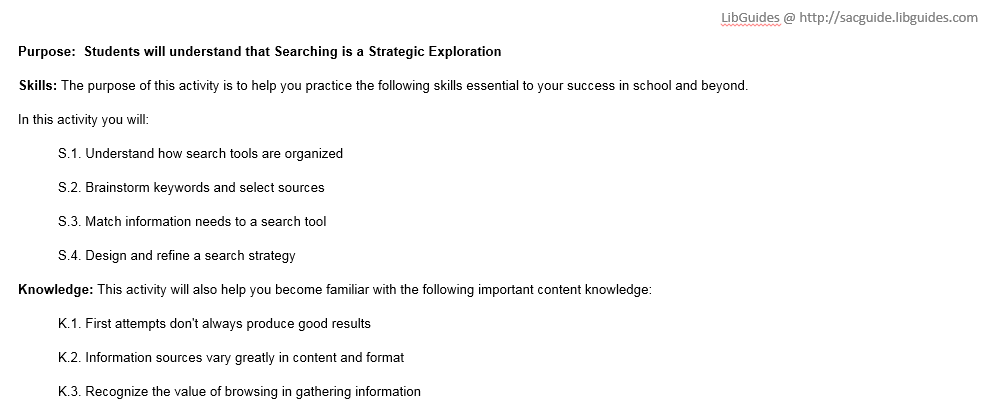 LibGuides @ http://sacguide.libguides.com
Purpose:  Students will understand that Searching is a Strategic Exploration
Skills: The purpose of this activity is to help you practice the following skills essential to your success in school and beyond.
In this activity you will:
S.1. Understand how search tools are organized
S.2. Brainstorm keywords and select sources
S.3. Match information needs to a search tool
S.4. Design and refine a search strategy
Knowledge: This activity will also help you become familiar with the following important content knowledge:
K.1. First attempts don't always produce good results
K.2. Information sources vary greatly in content and format
K.3. Recognize the value of browsing in gathering information